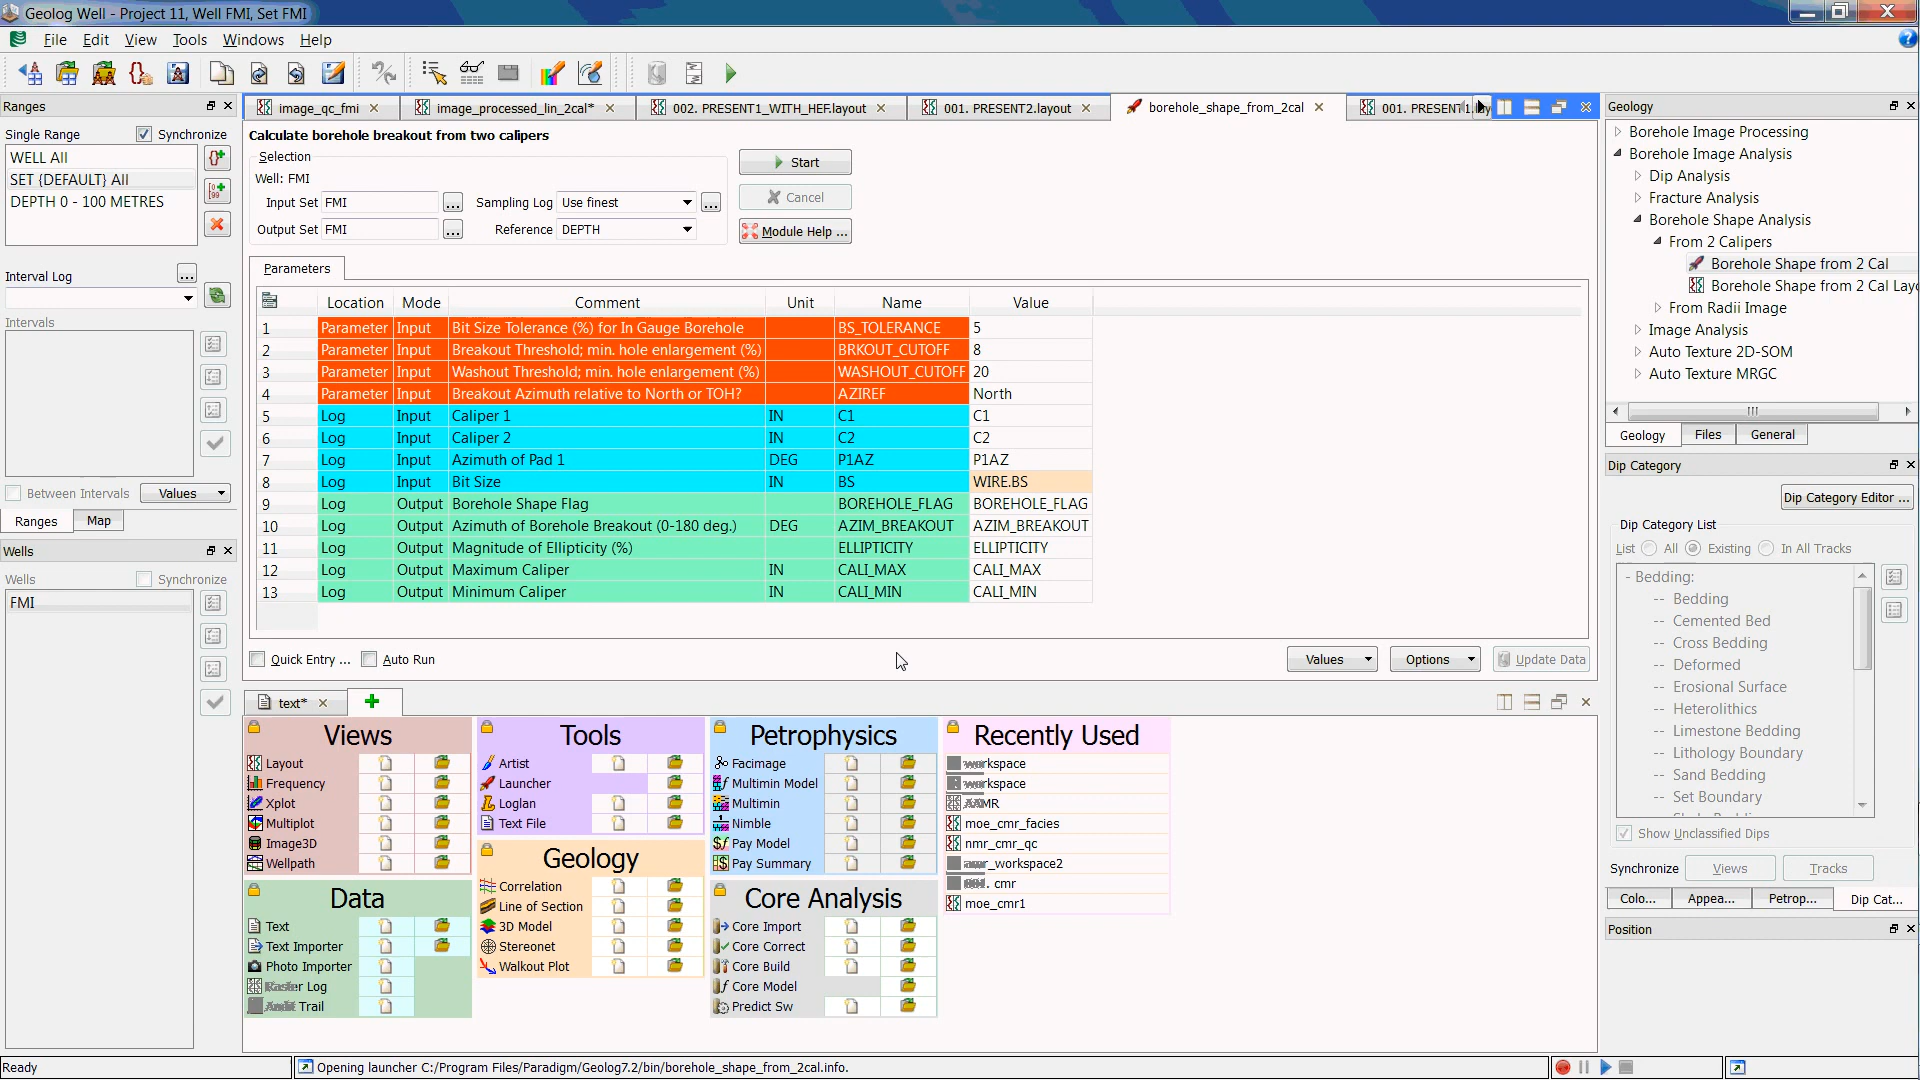 Geolog Well - Project 11, Well FMI, Set FMI
File Edit View Tools Windows Help
Ranges
Single Range Synchronize
WELL All
SET {DEFAULT} All
DEPTH 0 - 100 METRES
Interval Log
Intervals
Between Intervals Values
Ranges Map
Wells
Wells Synchronize
FMI
image_qc_fmi
image_processed_lin_2cal*
002. PRESENT1_WITH_HEF.layout
001. PRESENT2.layout
borehole_shape_from_2cal
Calculate borehole breakout from two calipers
Selection
Well: FMI
Input Set FMI ... Sampling Log Use finest ...
Output Set FMI ... Reference DEPTH
Start
Cancel
Module Help ...
Parameters
Location Mode Comment Unit Name Value
1 Parameter Input Bit Size Tolerance (%) for In Gauge Borehole BS_TOLERANCE 5
2 Parameter Input Breakout Threshold; min. hole enlargement (%) BRKOUT_CUTOFF 8
3 Parameter Input Washout Threshold; min. hole enlargement (%) WASHOUT_CUTOFF 20
4 Parameter Input Breakout Azimuth relative to North or TOH? AZIREF North
5 Log Input Caliper 1 IN C1 C1
6 Log Input Caliper 2 IN C2 C2
7 Log Input Azimuth of Pad 1 DEG P1AZ P1AZ
8 Log Input Bit Size IN BS WIRE.BS
9 Log Output Borehole Shape Flag BOREHOLE_FLAG BOREHOLE_FLAG
10 Log Output Azimuth of Borehole Breakout (0-180 deg.) DEG AZIM_BREAKOUT AZIM_BREAKOUT
11 Log Output Magnitude of Ellipticity (%) ELLIPTICITY ELLIPTICITY
12 Log Output Maximum Caliper IN CALI_MAX CALI_MAX
13 Log Output Minimum Caliper IN CALI_MIN CALI_MIN
Quick Entry ... Auto Run Values Options Update Data
text*
Views
Layout
Frequency
Xplot
Multiplot
Image3D
Wellpath
Data
Text
Text Importer
Photo Importer
Log
Trail
Tools
Artist
Launcher
Loglan
Text File
Geology
Correlation
Line of Section
3D Model
Stereonet
Walkout Plot
Petrophysics
Facimage
Multimin Model
Multimin
Nimble
Pay Model
Pay Summary
Core Analysis
Core Import
Core Correct
Core Build
Core Model
Predict Sw
Recently Used
workspace
workspace
moe_cmr_facies
nmr_cmr_qc
cmr
moe_cmr1
Geology
Borehole Image Processing
Borehole Image Analysis
Dip Analysis
Fracture Analysis
Borehole Shape Analysis
From 2 Calipers
Borehole Shape from 2 Cal
Borehole Shape from 2 Cal Layo
From Radii Image
Image Analysis
Auto Texture 2D-SOM
Auto Texture MRGC
Geology Files General
Dip Category
Dip Category Editor ...
Dip Category List
List All Existing In All Tracks
- Bedding:
-- Bedding
-- Cemented Bed
-- Cross Bedding
-- Deformed
-- Erosional Surface
-- Heterolithics
-- Limestone Bedding
-- Lithology Boundary
-- Sand Bedding
-- Set Boundary
Show Unclassified Dips
Synchronize Views Tracks
Colo... Appea... Petrop... Dip Cat...
Position
Ready Opening launcher C:/Program Files/Paradigm/Geolog7.2/bin/borehole_shape_from_2cal.info.